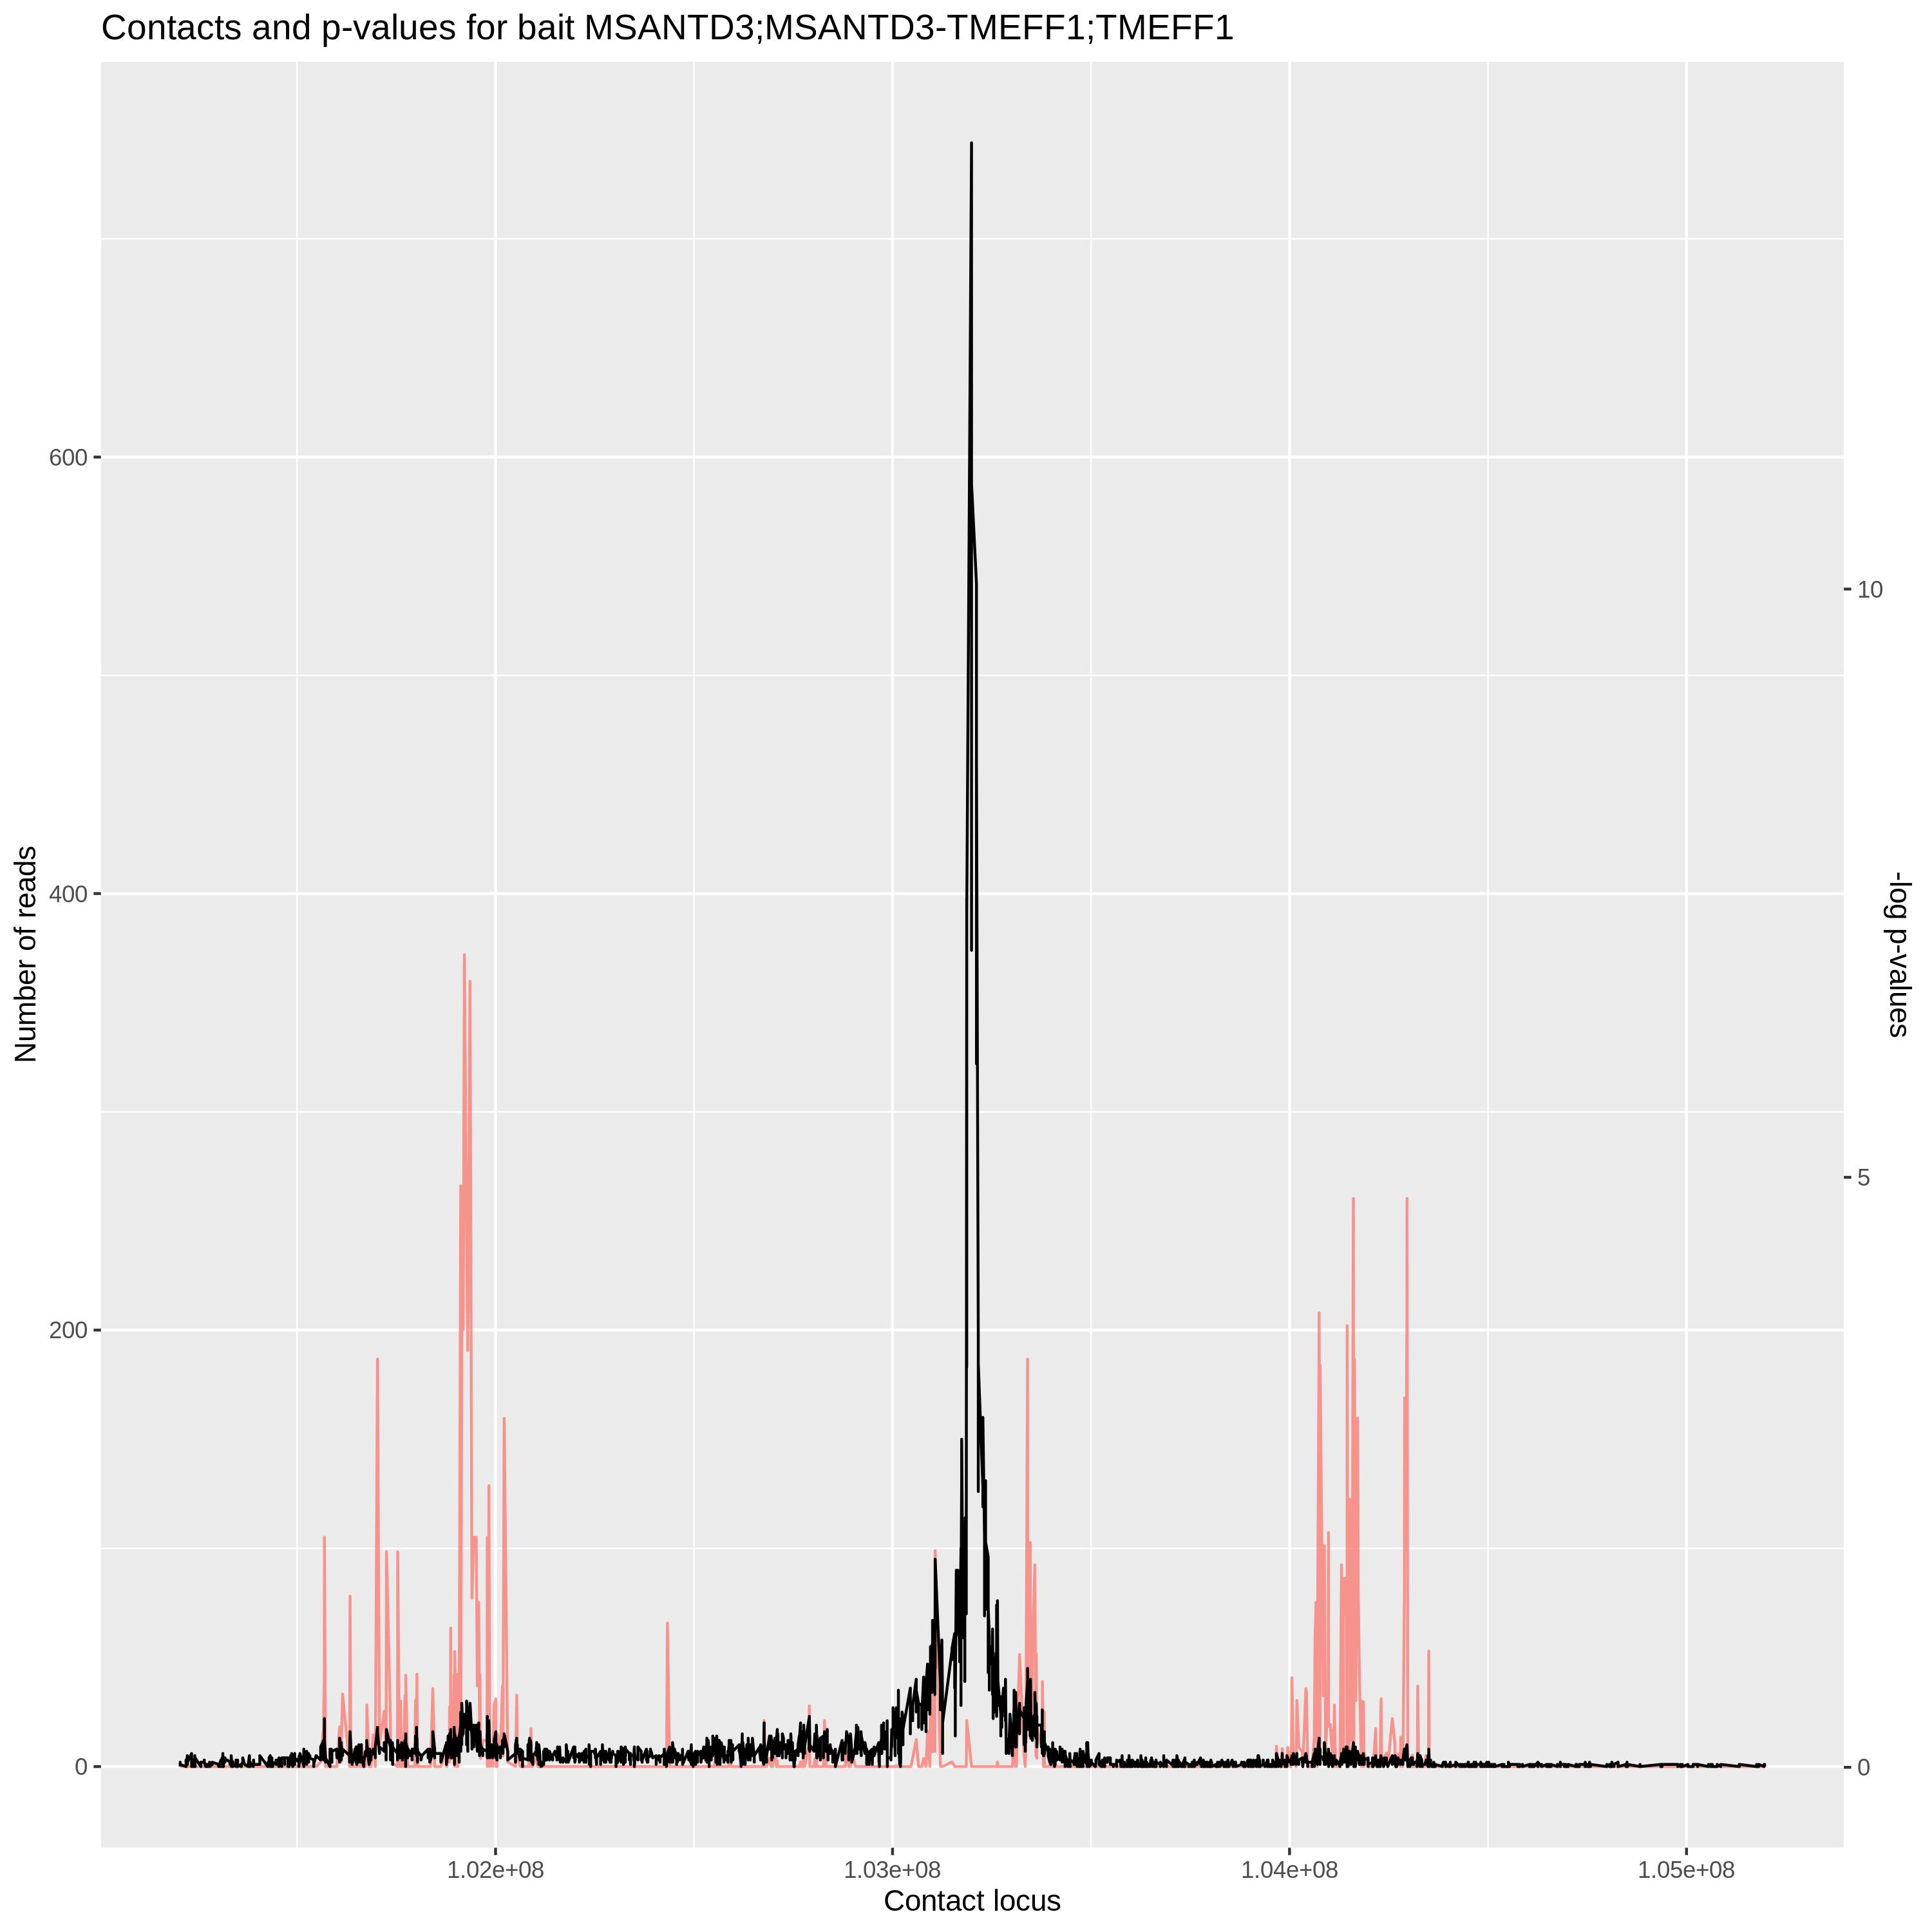 Contacts and p-values for bait MSANTD3;MSANTD3-TMEFF1;TMEFF1
Number of reads
600
400
200
0
10
5
0
-log p-values
1.02e+08
1.03e+08
1.04e+08
1.05e+08
Contact locus